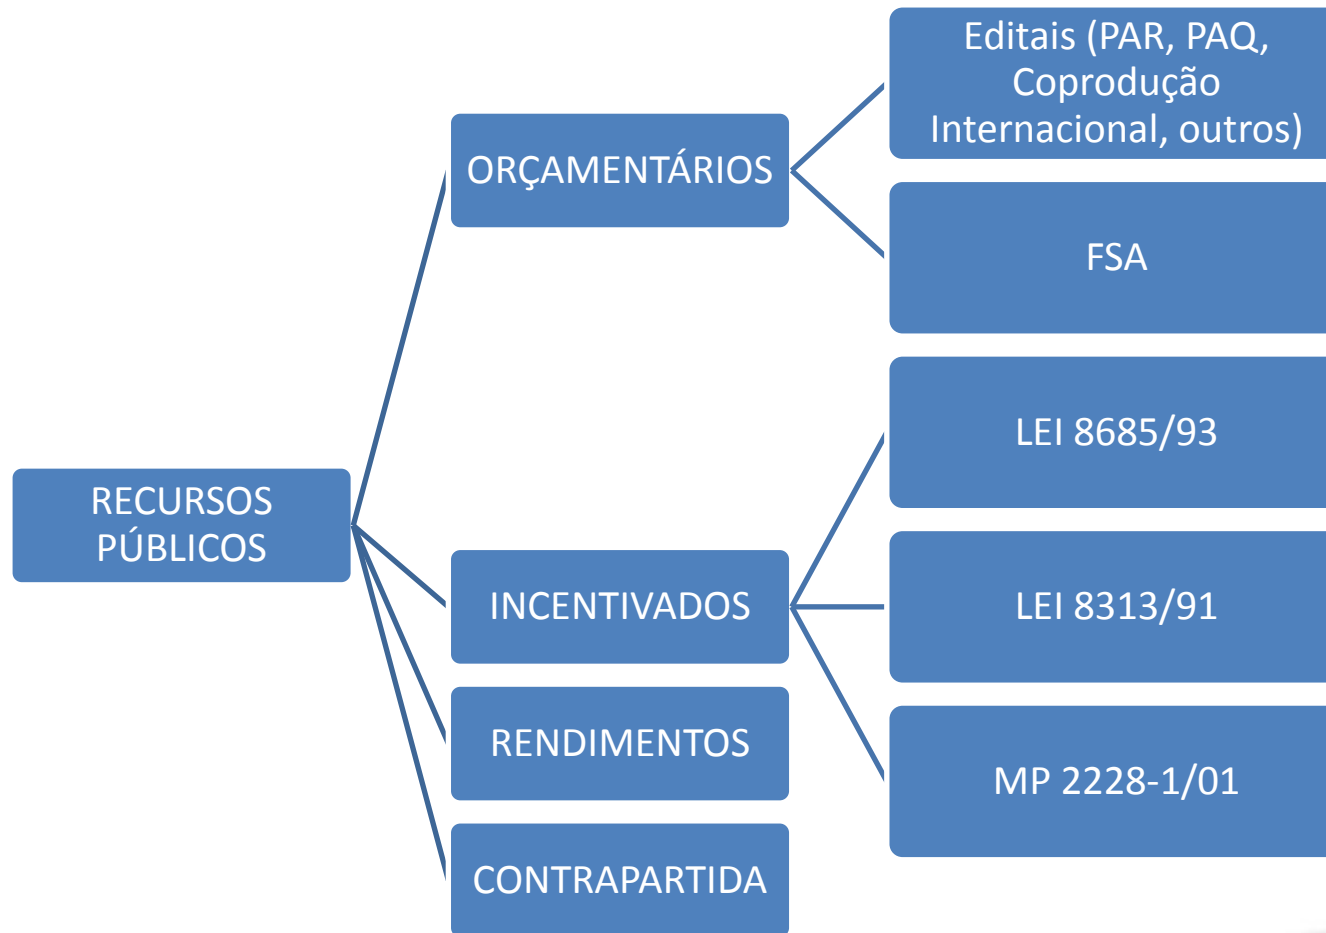 Editais (PAR, PAQ,
Coprodução
Internacional, outros)
ORÇAMENTÁRIOS
FSA
LEI 8685/93
RECURSOS
PÚBLICOS
INCENTIVADOS
LEI 8313/91
RENDIMENTOS
MP 2228-1/01
CONTRAPARTIDA